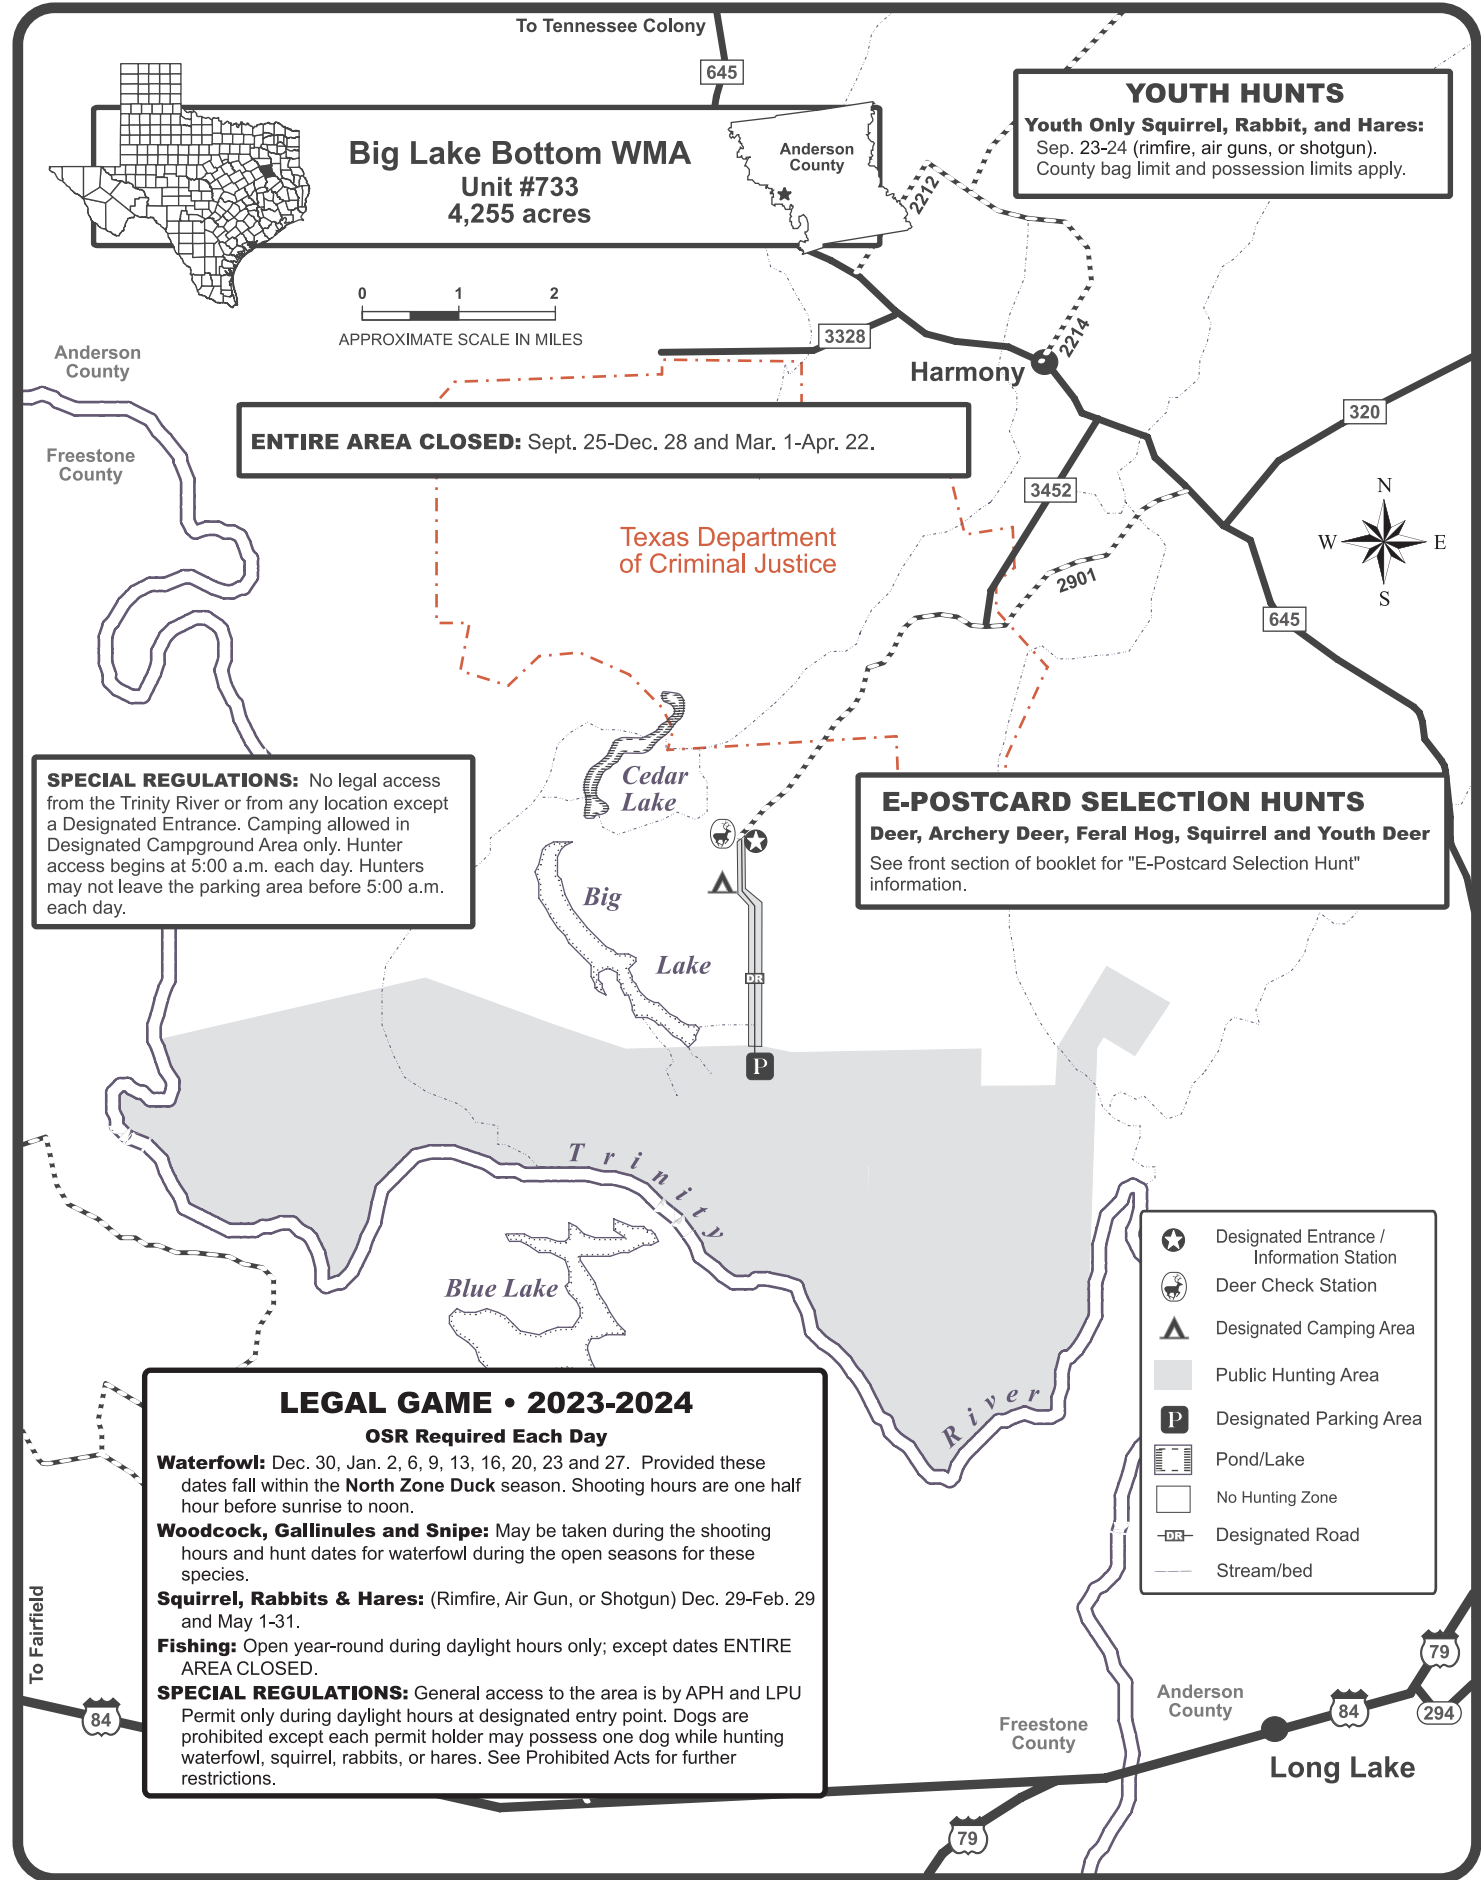 To Tennessee Colony
645
Big Lake Bottom WMA
Unit #733
4,255 acres
Anderson
County
YOUTH HUNTS
Youth Only Squirrel, Rabbit, and Hares:
Sep. 23-24 (rimfire, air guns, or shotgun).
County bag limit and possession limits apply.
2212
0 1 2
APPROXIMATE SCALE IN MILES
3328
2214
Harmony
Anderson
County
320
ENTIRE AREA CLOSED: Sept. 25-Dec. 28 and Mar. 1-Apr. 22.
Freestone
County
3452
N
W E
S
Texas Department
of Criminal Justice
2901
645
SPECIAL REGULATIONS: No legal access
from the Trinity River or from any location except
a Designated Entrance. Camping allowed in
Designated Campground Area only. Hunter
access begins at 5:00 a.m. each day. Hunters
may not leave the parking area before 5:00 a.m.
each day.
Cedar
Lake
E-POSTCARD SELECTION HUNTS
Deer, Archery Deer, Feral Hog, Squirrel and Youth Deer
See front section of booklet for "E-Postcard Selection Hunt"
information.
Big
Lake
DR
P
Trinity
River
Blue Lake
Designated Entrance /
Information Station
Deer Check Station
Designated Camping Area
Public Hunting Area
P Designated Parking Area
Pond/Lake
No Hunting Zone
DR Designated Road
Stream/bed
LEGAL GAME • 2023-2024
OSR Required Each Day
Waterfowl: Dec. 30, Jan. 2, 6, 9, 13, 16, 20, 23 and 27. Provided these
dates fall within the North Zone Duck season. Shooting hours are one half
hour before sunrise to noon.
Woodcock, Gallinules and Snipe: May be taken during the shooting
hours and hunt dates for waterfowl during the open seasons for these
species.
Squirrel, Rabbits & Hares: (Rimfire, Air Gun, or Shotgun) Dec. 29-Feb. 29
and May 1-31.
Fishing: Open year-round during daylight hours only; except dates ENTIRE
AREA CLOSED.
SPECIAL REGULATIONS: General access to the area is by APH and LPU
Permit only during daylight hours at designated entry point. Dogs are
prohibited except each permit holder may possess one dog while hunting
waterfowl, squirrel, rabbits, or hares. See Prohibited Acts for further
restrictions.
To Fairfield
84
Freestone
County
Anderson
County
79
84
294
Long Lake
79